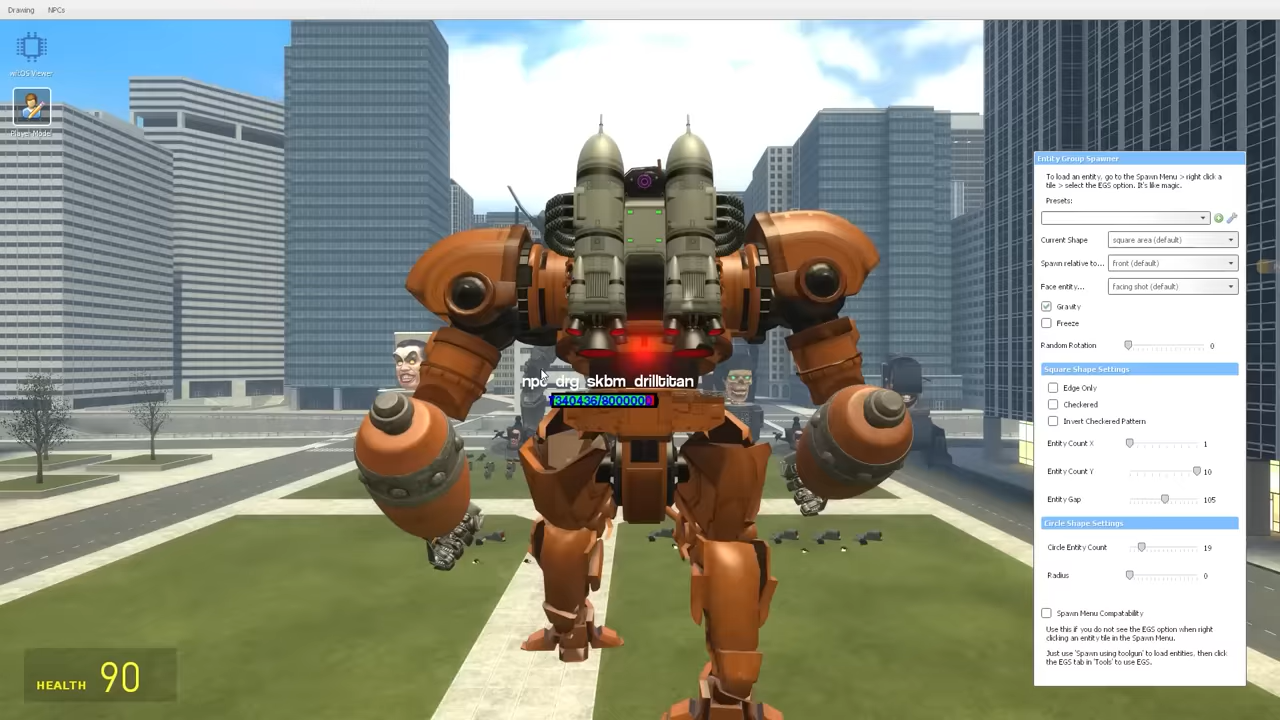 Drawing NPCs
wiltOS Viewer
Player Model
npc_drg_skbm_drilltitan
HEALTH 90
Entity Group Spawner
To load an entity, go to the Spawn Menu > right click a
tile > select the EGS option. It's like magic.
Presets:
Current Shape square area (default)
Spawn relative to... front (default)
Face entity... facing shot (default)
Gravity
Freeze
Random Rotation 0
Square Shape Settings
Edge Only
Checkered
Invert Checkered Pattern
Entity Count X 1
Entity Count Y 10
Entity Gap 105
Circle Shape Settings
Circle Entity Count 19
Radius 0
Spawn Menu Compatability
Use this if you do not see the EGS option when right
clicking an entity tile in the Spawn Menu.
Just use 'Spawn using toolgun' to load entities, then click
the EGS tab in 'Tools' to use EGS.